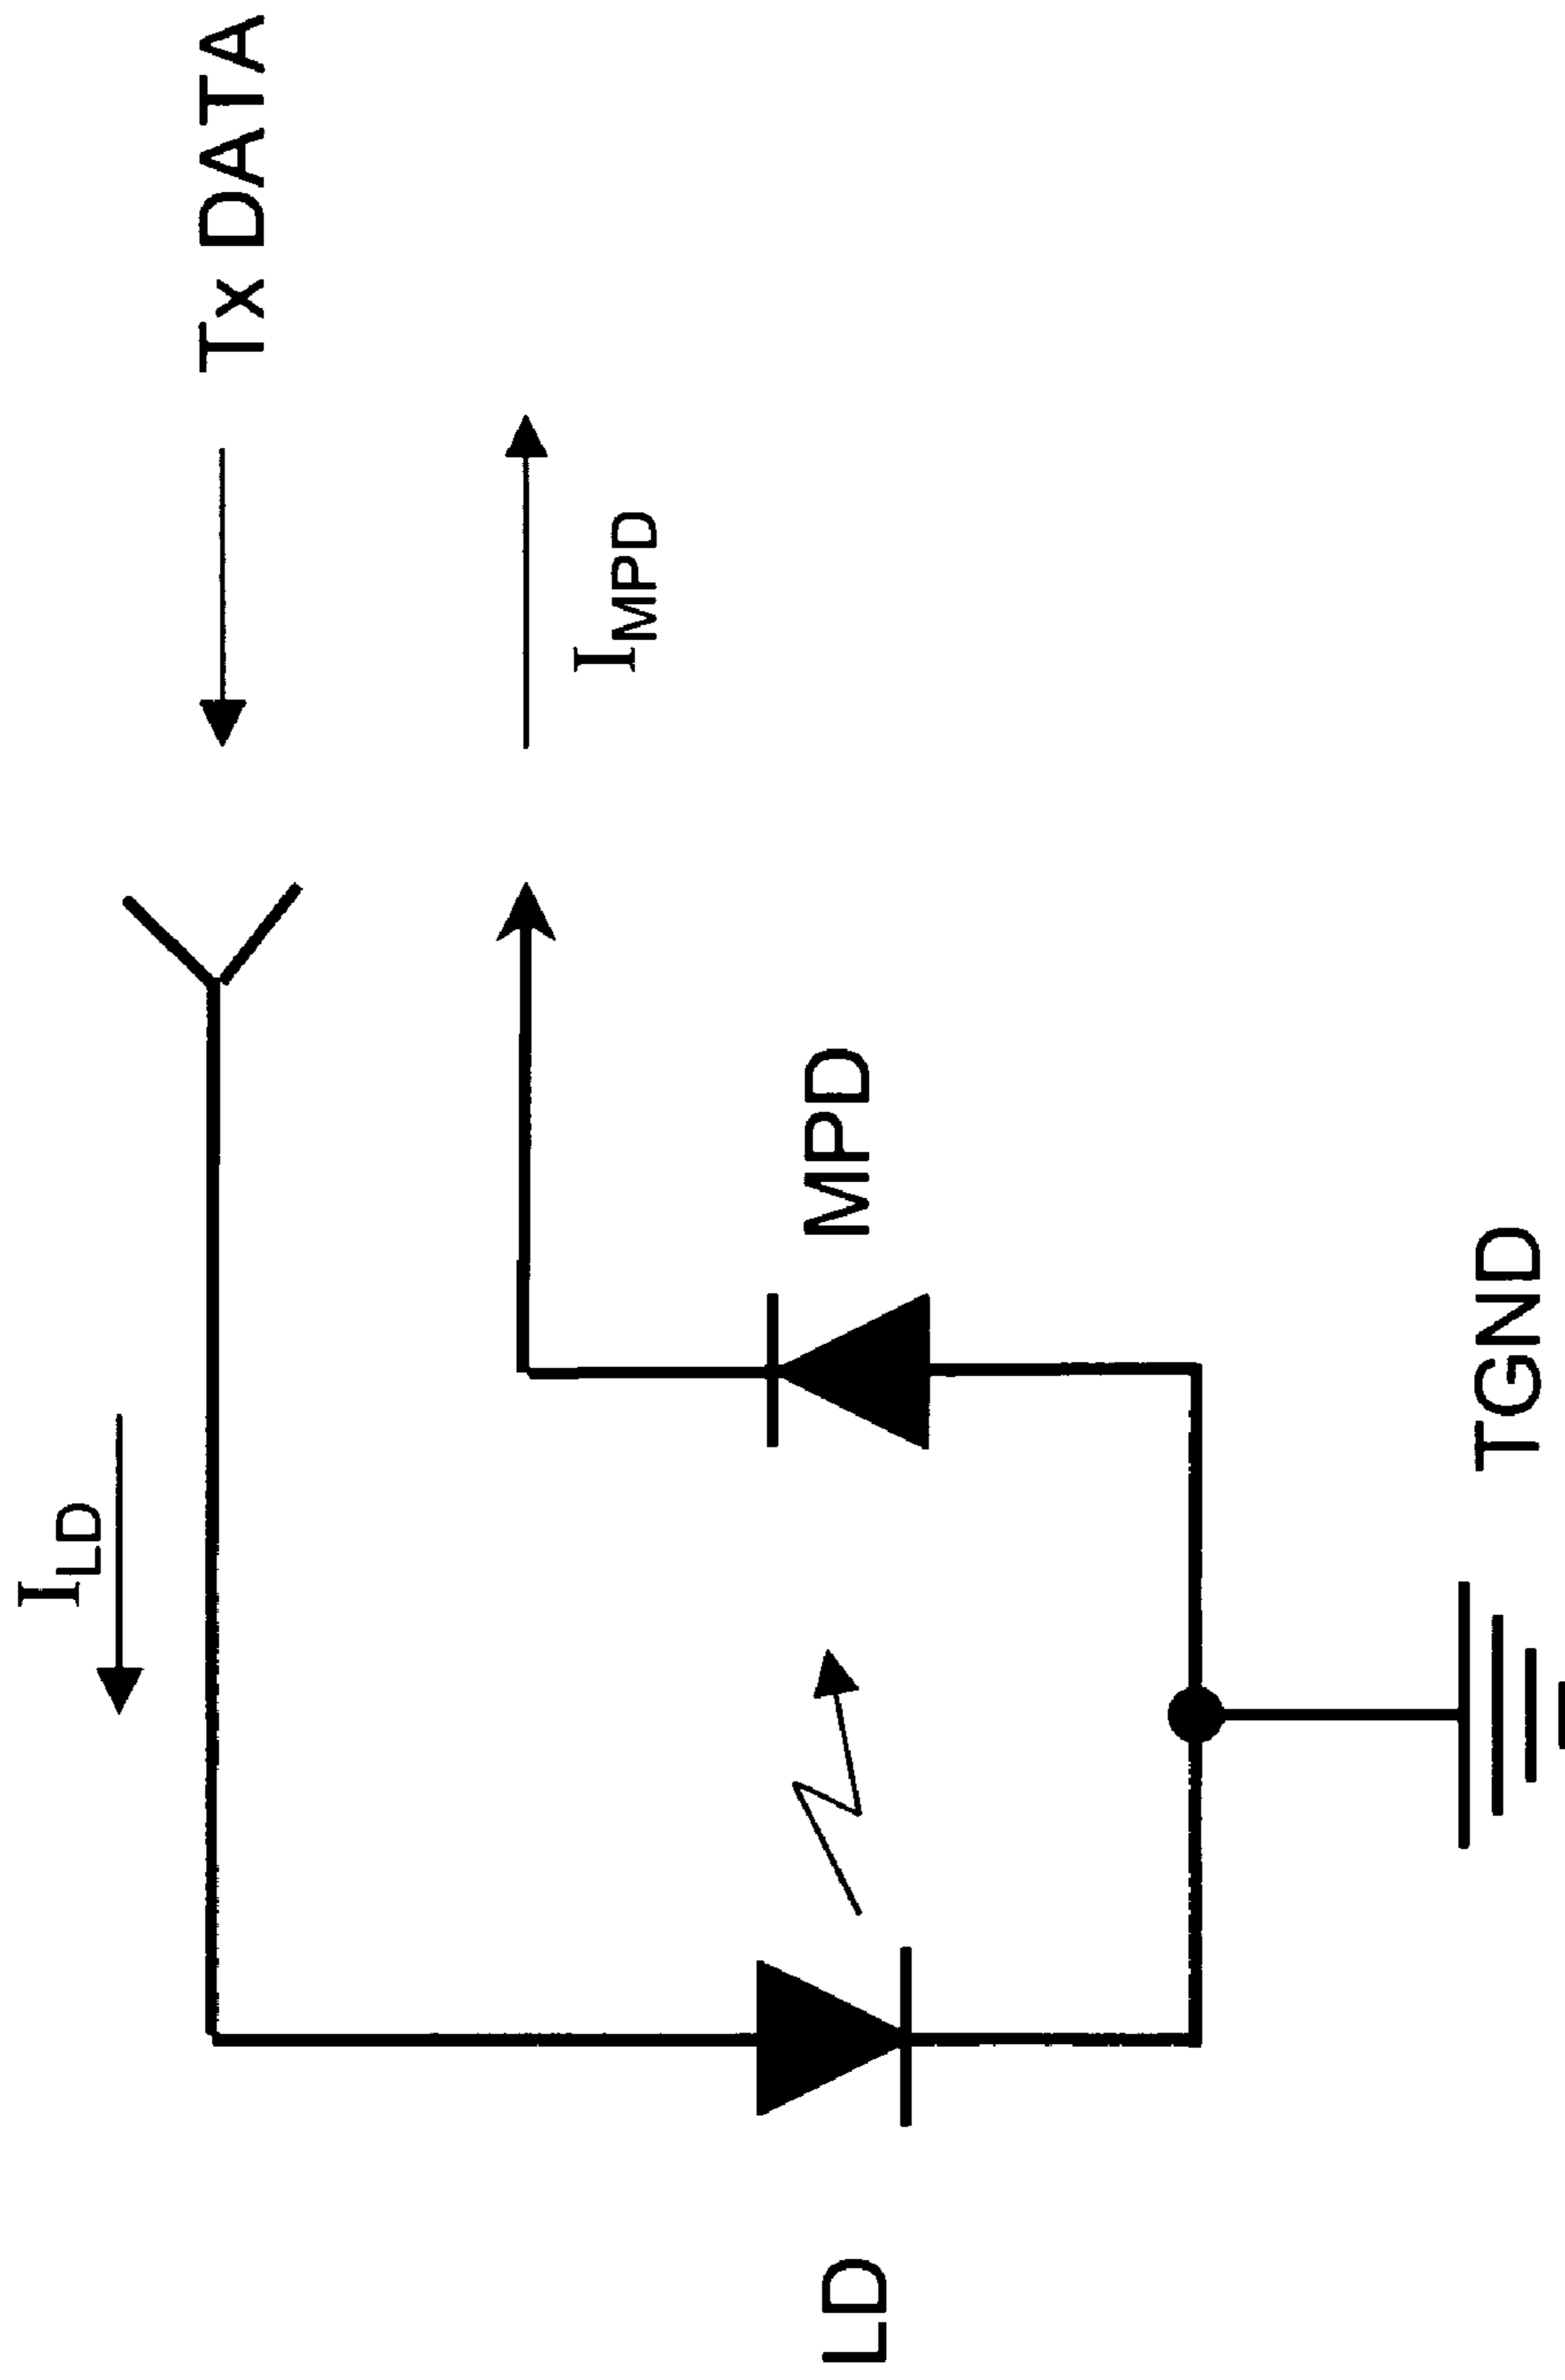 I_LD
Tx DATA
I_MPD
LD
MPD
TGND